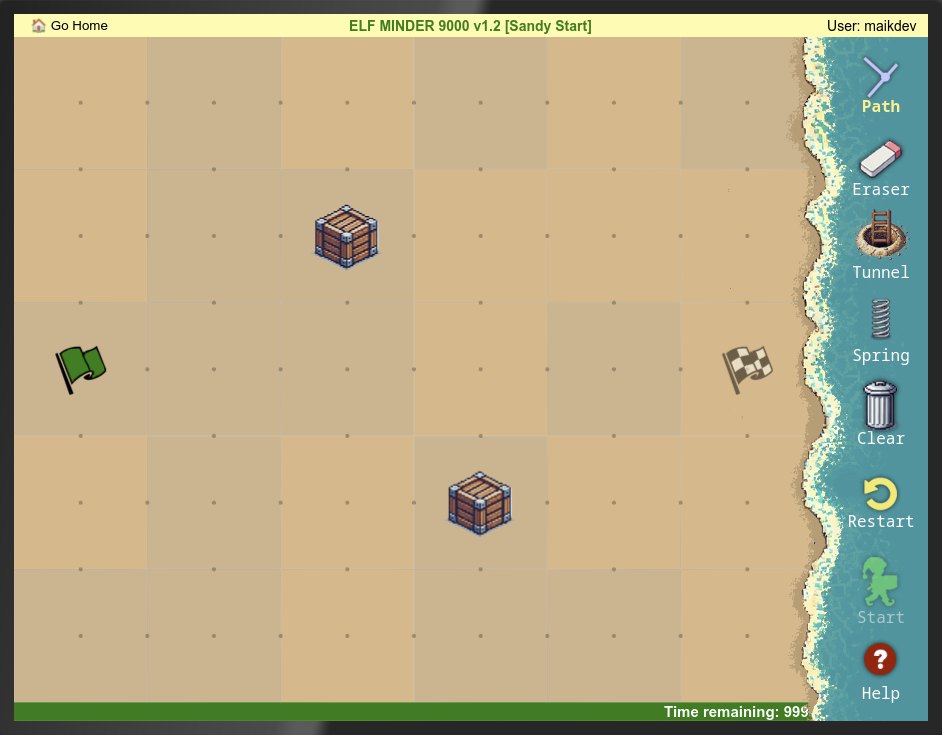 🏠 Go Home
ELF MINDER 9000 v1.2 [Sandy Start]
User: maikdev
Path
Eraser
Tunnel
Spring
Clear
Restart
Start
?
Help
Time remaining: 999